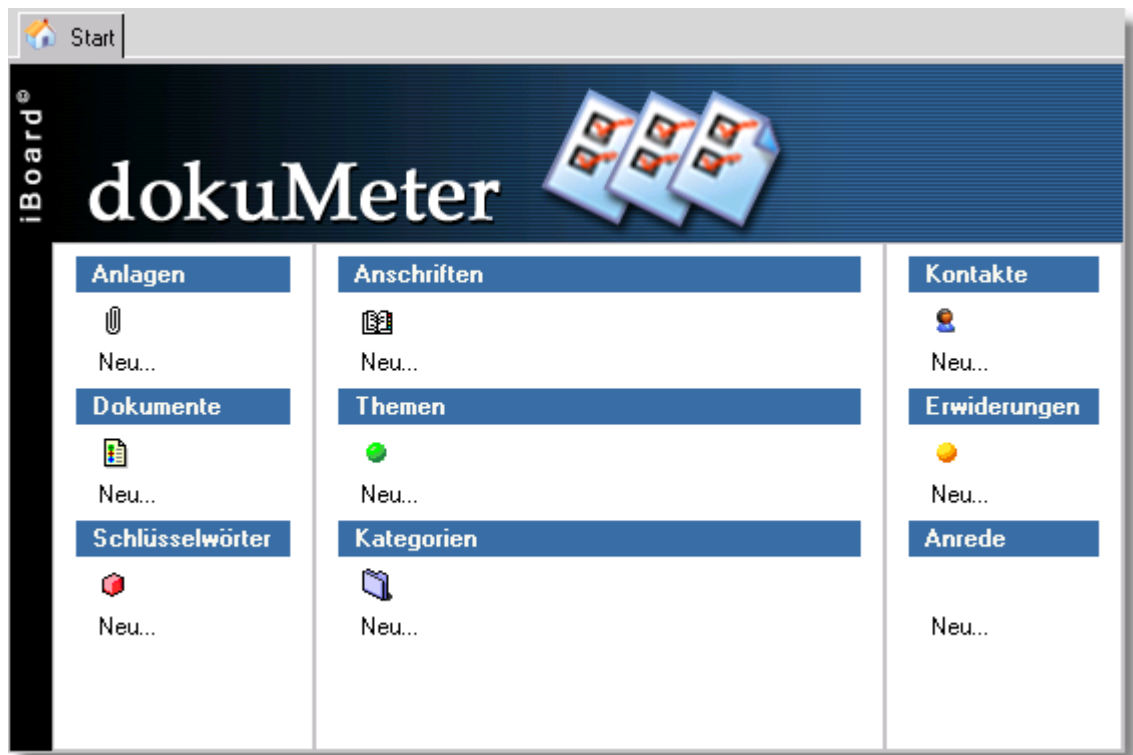 Start
iBoard®
dokuMeter
Anlagen
Neu...
Dokumente
Neu...
Schlüsselwörter
Neu...
Anschriften
Neu...
Themen
Neu...
Kategorien
Neu...
Kontakte
Neu...
Erwiderungen
Neu...
Anrede
Neu...